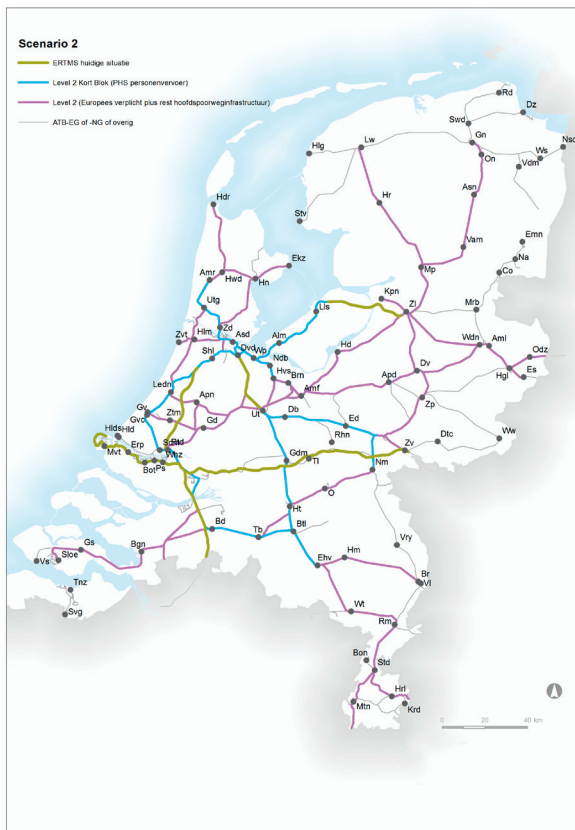 Scenario 2
ERTMS huidige situatie
Level 2 Kort Blok (PHS personenvervoer)
Level 2 (Europees verplicht plus rest hoofdspoorweginfrastructuur)
ATB-EG of -NG of overig
Rd
Dz
Swd
Gn
Nsc
Hlg
Lw
On
Ws
Vdm
Hdr
Hr
Asn
Stv
Emn
Ekz
Vam
Na
Amr
Hwd
Hn
Mp
Co
Kpn
Utg
Lls
Zl
Mrb
Zvt
Hlm
Zd
Asd
Alm
Shl
Dvd
Wp
Hd
Wdn
Aml
Ndb
Odz
Ledn
Hvs
Brn
Apd
Dv
Hgl
Es
Apn
Amf
Gv
Gvc
Ztm
Ut
Db
Zp
Gd
Ed
Hlds
Hld
Rhn
Dtc
Ww
Erp
Zv
Mvt
Whz
Gdm
Tl
Bot
Ps
Nm
O
Ht
Bd
Tb
Btl
Gs
Bgn
Hm
Vry
Vs
Sloe
Ehv
Br
Vl
Tnz
Wt
Svg
Rm
Bon
Std
Hrl
Mtn
Krd
0 20 40 km